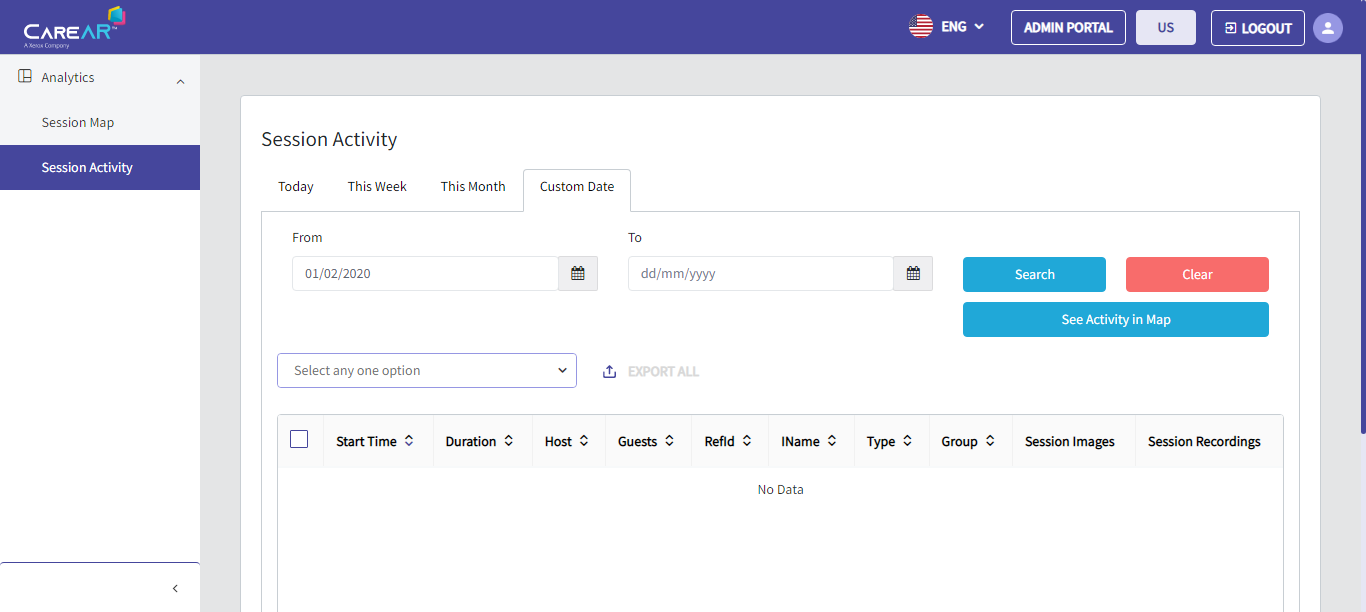 CareAR™
A Xerox Company
ENG
ADMIN PORTAL
US
LOGOUT
Analytics
Session Map
Session Activity
Session Activity
Today This Week This Month Custom Date
From To
01/02/2020 dd/mm/yyyy Search Clear
See Activity in Map
Select any one option EXPORT ALL
Start Time Duration Host Guests RefId IName Type Group Session Images Session Recordings
No Data